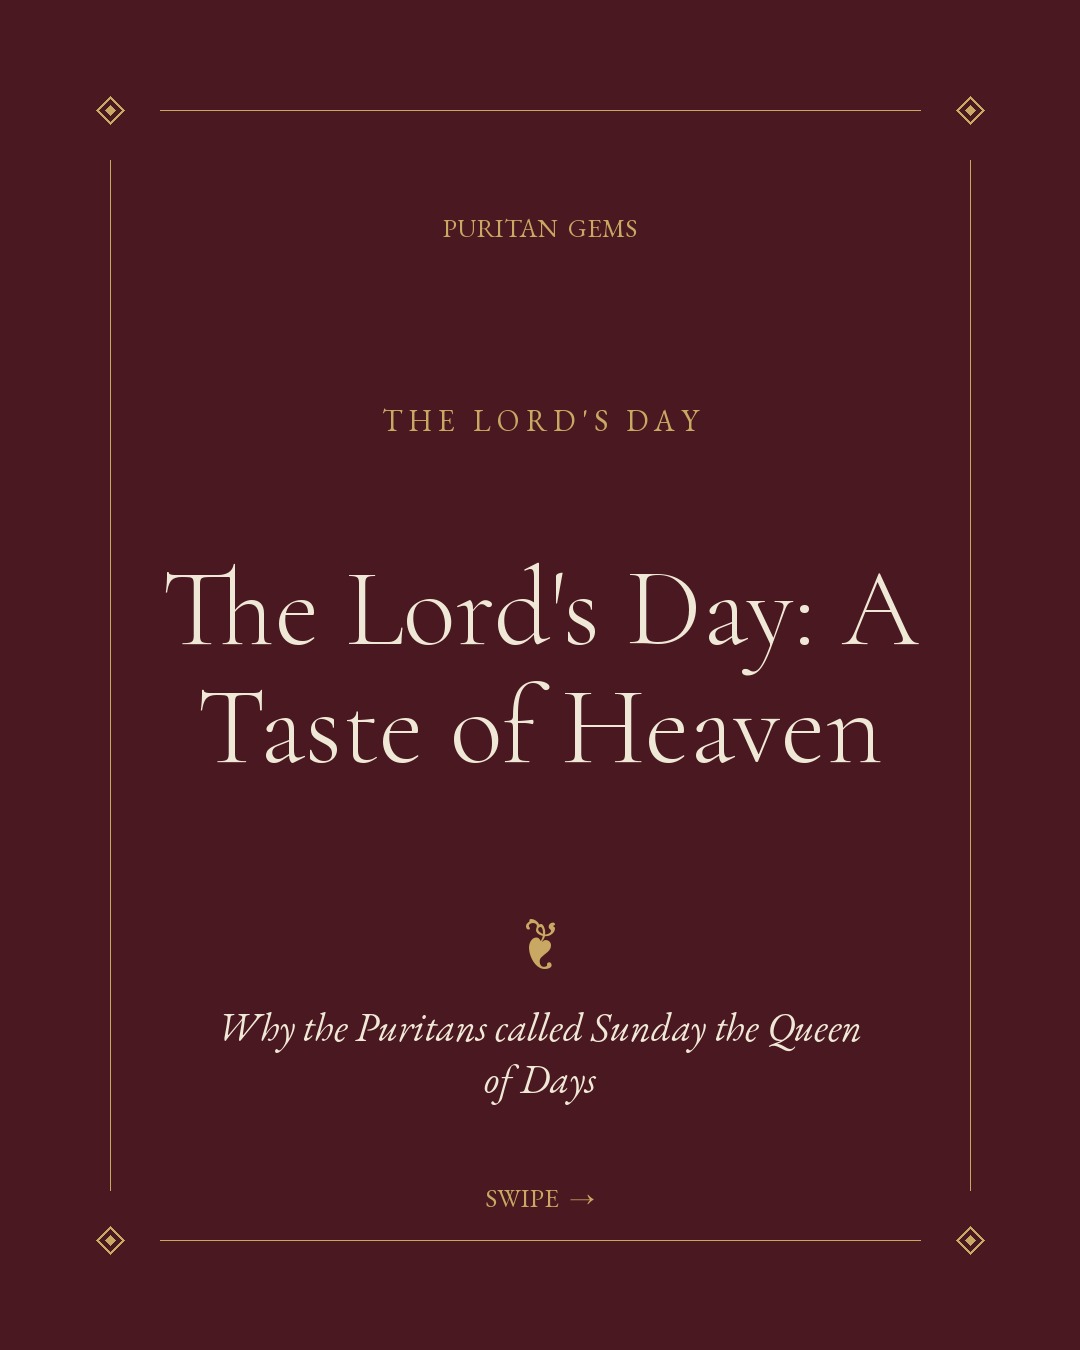 PURITAN GEMS
THE LORD'S DAY
The Lord's Day: A
Taste of Heaven
Why the Puritans called Sunday the Queen
of Days
SWIPE →